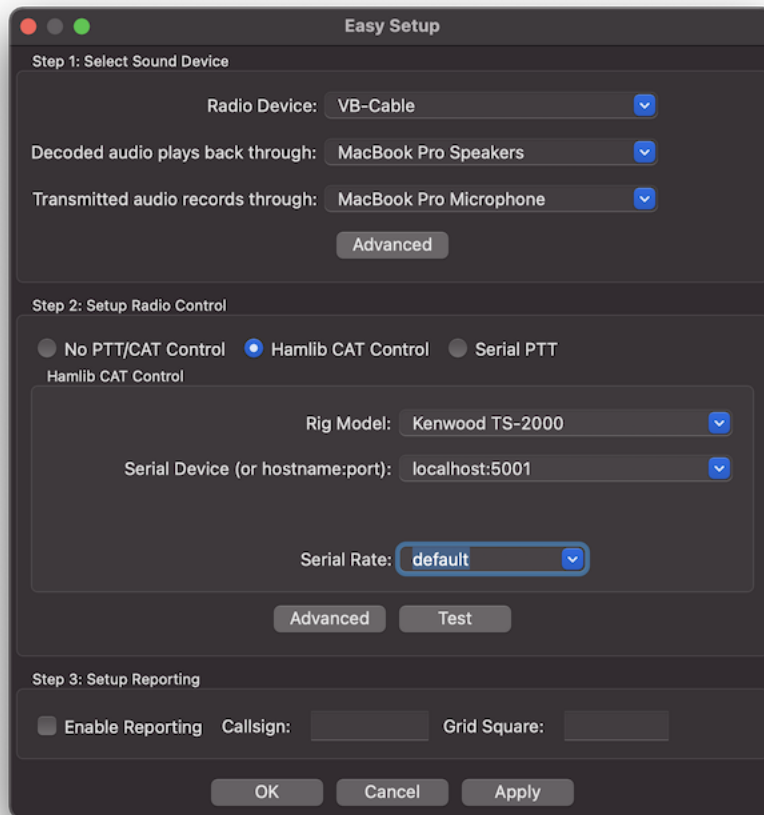 Easy Setup
Step 1: Select Sound Device
Radio Device: VB-Cable
Decoded audio plays back through: MacBook Pro Speakers
Transmitted audio records through: MacBook Pro Microphone
Advanced
Step 2: Setup Radio Control
No PTT/CAT Control Hamlib CAT Control Serial PTT
Hamlib CAT Control
Rig Model: Kenwood TS-2000
Serial Device (or hostname:port): localhost:5001
Serial Rate: default
Advanced Test
Step 3: Setup Reporting
Enable Reporting Callsign: Grid Square:
OK Cancel Apply